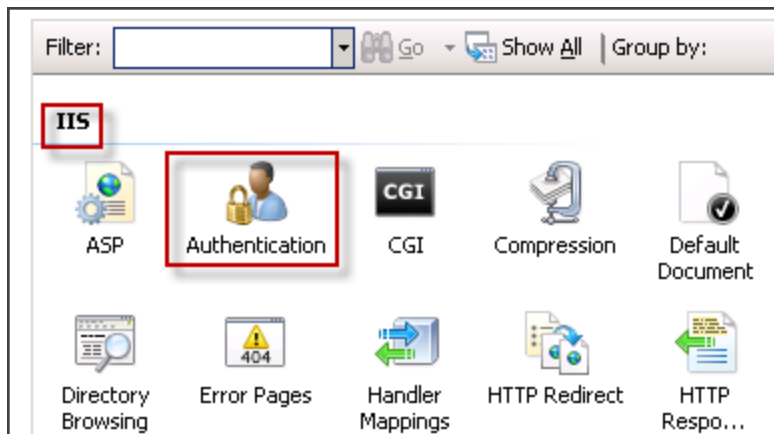 Filter: Go Show All Group by:
IIS
CGI
ASP Authentication CGI Compression Default Document
404
Directory Browsing Error Pages Handler Mappings HTTP Redirect HTTP Respo...